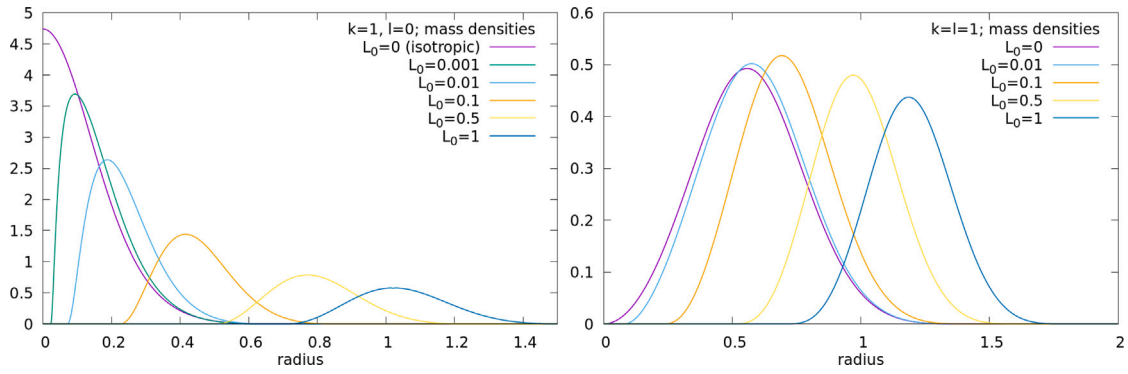 k=1, l=0; mass densities
L₀=0 (isotropic)
L₀=0.001
L₀=0.01
L₀=0.1
L₀=0.5
L₀=1
5
4.5
4
3.5
3
2.5
2
1.5
1
0.5
0
0 0.2 0.4 0.6 0.8 1 1.2 1.4
radius
k=l=1; mass densities
L₀=0
L₀=0.01
L₀=0.1
L₀=0.5
L₀=1
0.6
0.5
0.4
0.3
0.2
0.1
0
0 0.5 1 1.5 2
radius